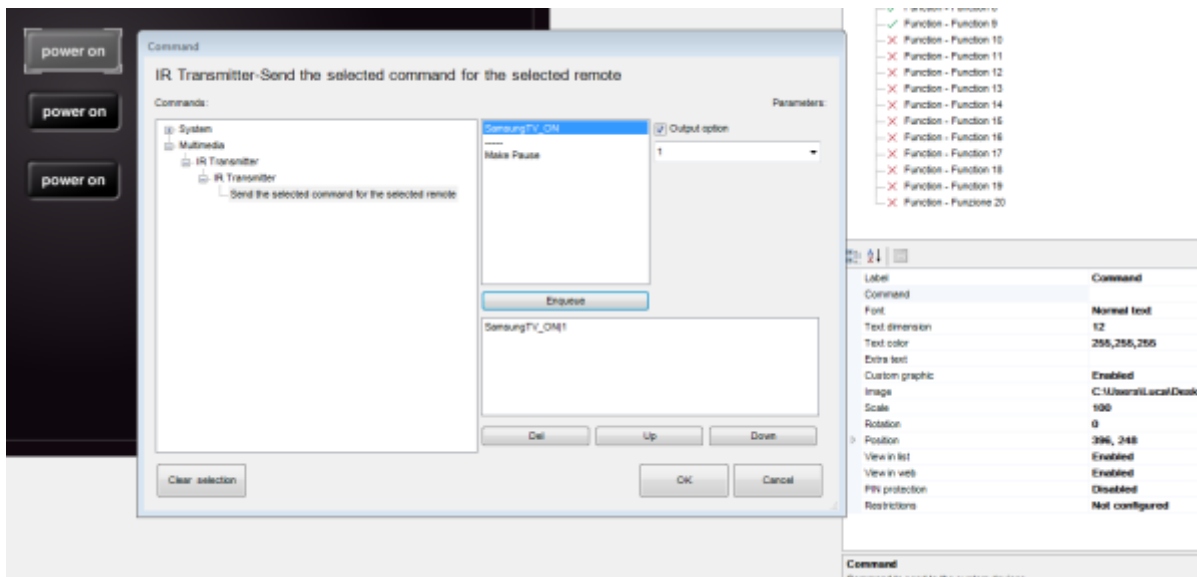 power on
power on
power on
Command
IR Transmitter-Send the selected command for the selected remote
Commands:
Parameters:
System
Multimedia
IR Transmitter
IR Transmitter
Send the selected command for the selected remote
SamsungTV_ON
-----
Make Pause
Output option
1
Enqueue
SamsungTV_ON|1
Del
Up
Down
Clear selection
OK
Cancel
Function - Function 9
Function - Function 10
Function - Function 11
Function - Function 12
Function - Function 13
Function - Function 14
Function - Function 15
Function - Function 16
Function - Function 17
Function - Function 18
Function - Function 19
Function - Funzione 20
Label Command
Command
Font Normal text
Text dimension 12
Text color 255,255,255
Extra text
Custom graphic Enabled
Image C:\Users\Luca\Desk
Scale 100
Rotation 0
Position 396, 248
View in list Enabled
View in web Enabled
PIN protection Disabled
Restrictions Not configured
Command